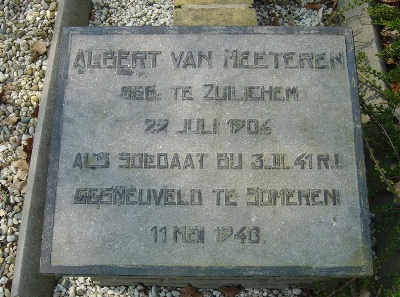 ALBERT VAN MEETEREN
GEB. TE ZUILICHEM
29 JULI 1906
ALS SOLDAAT BIJ 3.II.41 R.I.
GESNEUVELD TE SOMEREN
11 MEI 1940.